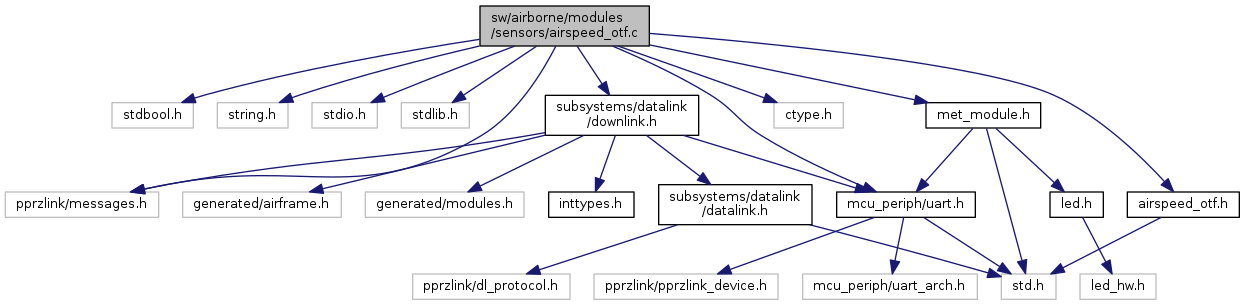 sw/airborne/modules
/sensors/airspeed_otf.c
stdbool.h
string.h
stdio.h
stdlib.h
subsystems/datalink
/downlink.h
ctype.h
met_module.h
pprzlink/messages.h
generated/airframe.h
generated/modules.h
inttypes.h
subsystems/datalink
/datalink.h
mcu_periph/uart.h
led.h
airspeed_otf.h
pprzlink/dl_protocol.h
pprzlink/pprzlink_device.h
mcu_periph/uart_arch.h
std.h
led_hw.h